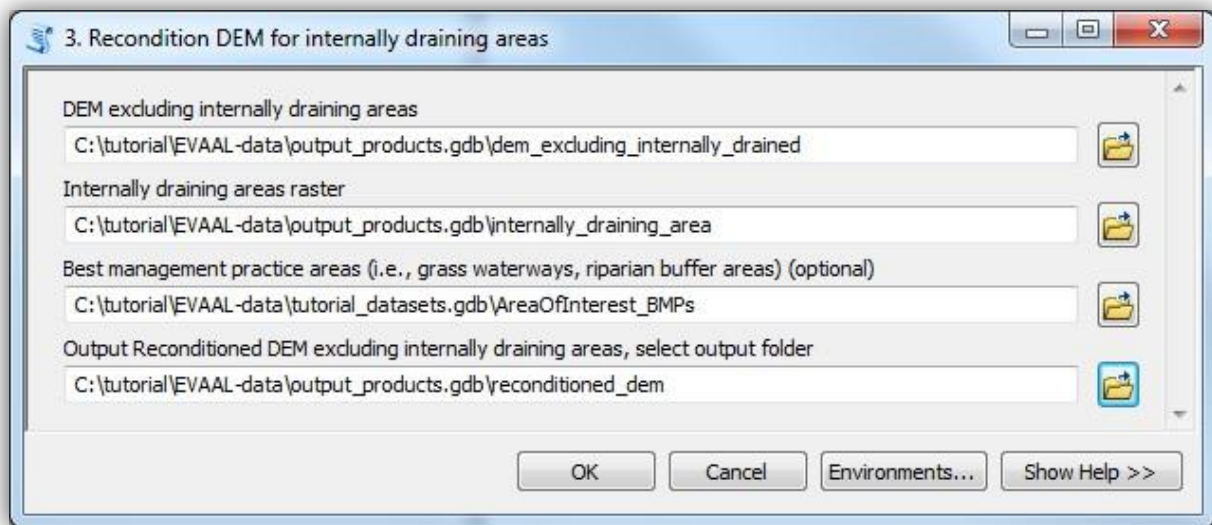 3. Recondition DEM for internally draining areas
DEM excluding internally draining areas
C:\tutorial\EVAAL-data\output_products.gdb\dem_excluding_internally_drained
Internally draining areas raster
C:\tutorial\EVAAL-data\output_products.gdb\internally_draining_area
Best management practice areas (i.e., grass waterways, riparian buffer areas) (optional)
C:\tutorial\EVAAL-data\tutorial_datasets.gdb\AreaOfInterest_BMPs
Output Reconditioned DEM excluding internally draining areas, select output folder
C:\tutorial\EVAAL-data\output_products.gdb\reconditioned_dem
OK Cancel Environments... Show Help >>